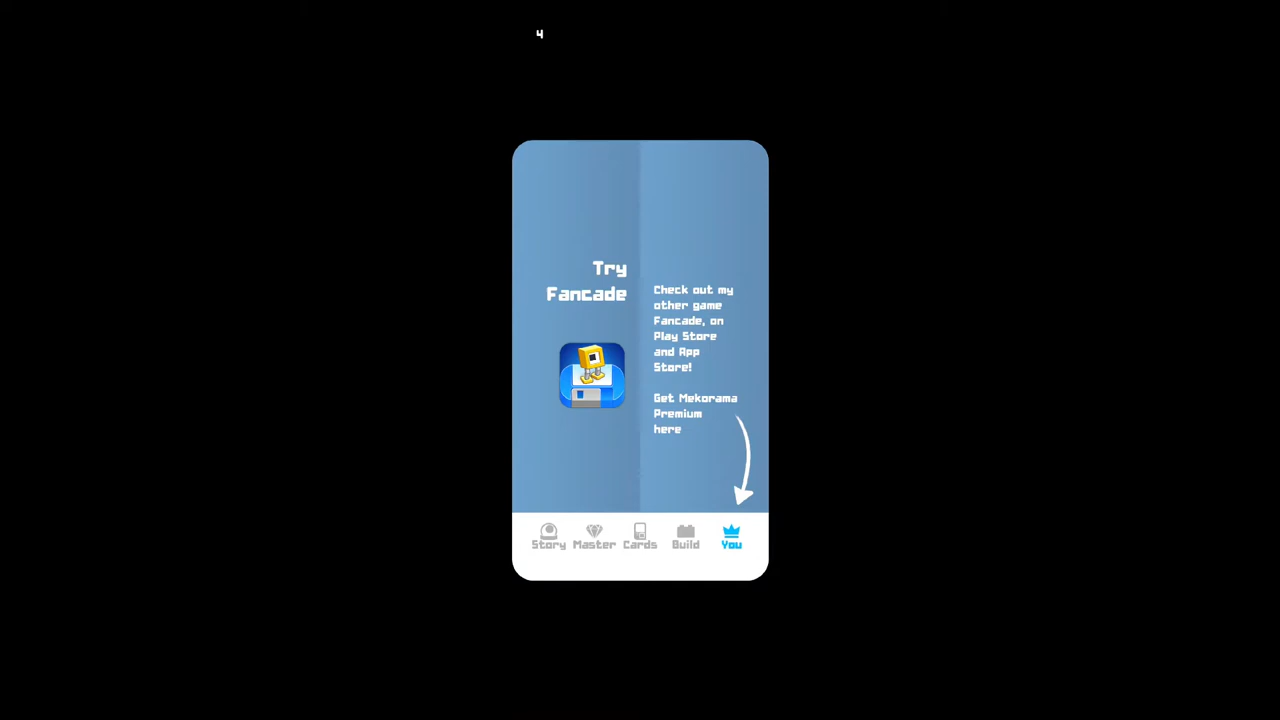 4
Try
Fancade
Check out my
other game
Fancade, on
Play Store
and App
Store!
Get Mekorama
Premium
here
Story Master Cards Build You